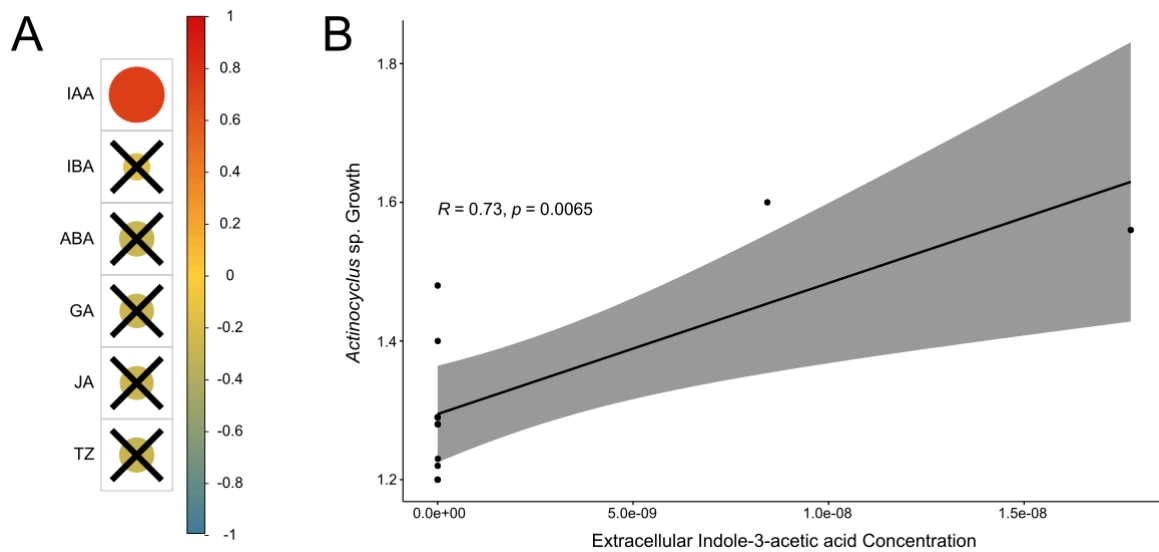 A
IAA
IBA
ABA
GA
JA
TZ
1
0.8
0.6
0.4
0.2
0
-0.2
-0.4
-0.6
-0.8
-1
B
Actinocyclus sp. Growth
1.8
1.6
1.4
1.2
R = 0.73, p = 0.0065
0.0e+00 5.0e-09 1.0e-08 1.5e-08
Extracellular Indole-3-acetic acid Concentration